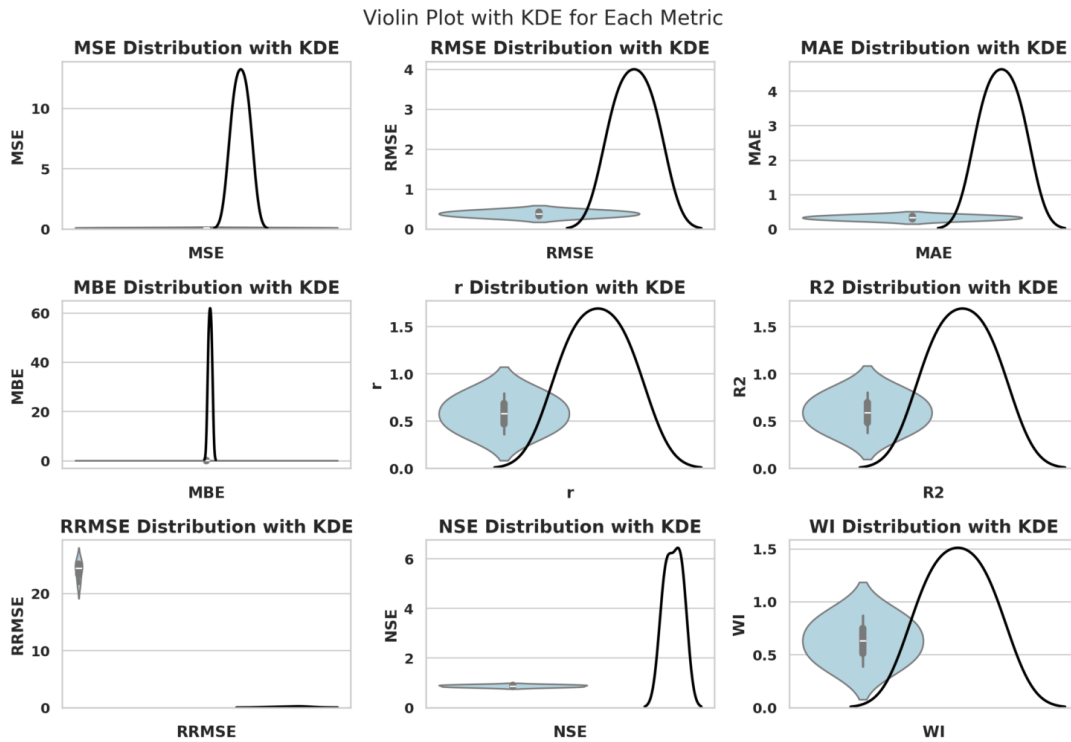 Violin Plot with KDE for Each Metric
MSE Distribution with KDE
MSE
10
5
0
MSE
RMSE Distribution with KDE
RMSE
4
3
2
1
0
RMSE
MAE Distribution with KDE
MAE
4
3
2
1
0
MAE
MBE Distribution with KDE
MBE
60
40
20
0
MBE
r Distribution with KDE
r
1.5
1.0
0.5
0.0
r
R2 Distribution with KDE
R2
1.5
1.0
0.5
0.0
R2
RRMSE Distribution with KDE
RRMSE
20
10
0
RRMSE
NSE Distribution with KDE
NSE
6
4
2
0
NSE
WI Distribution with KDE
WI
1.5
1.0
0.5
0.0
WI